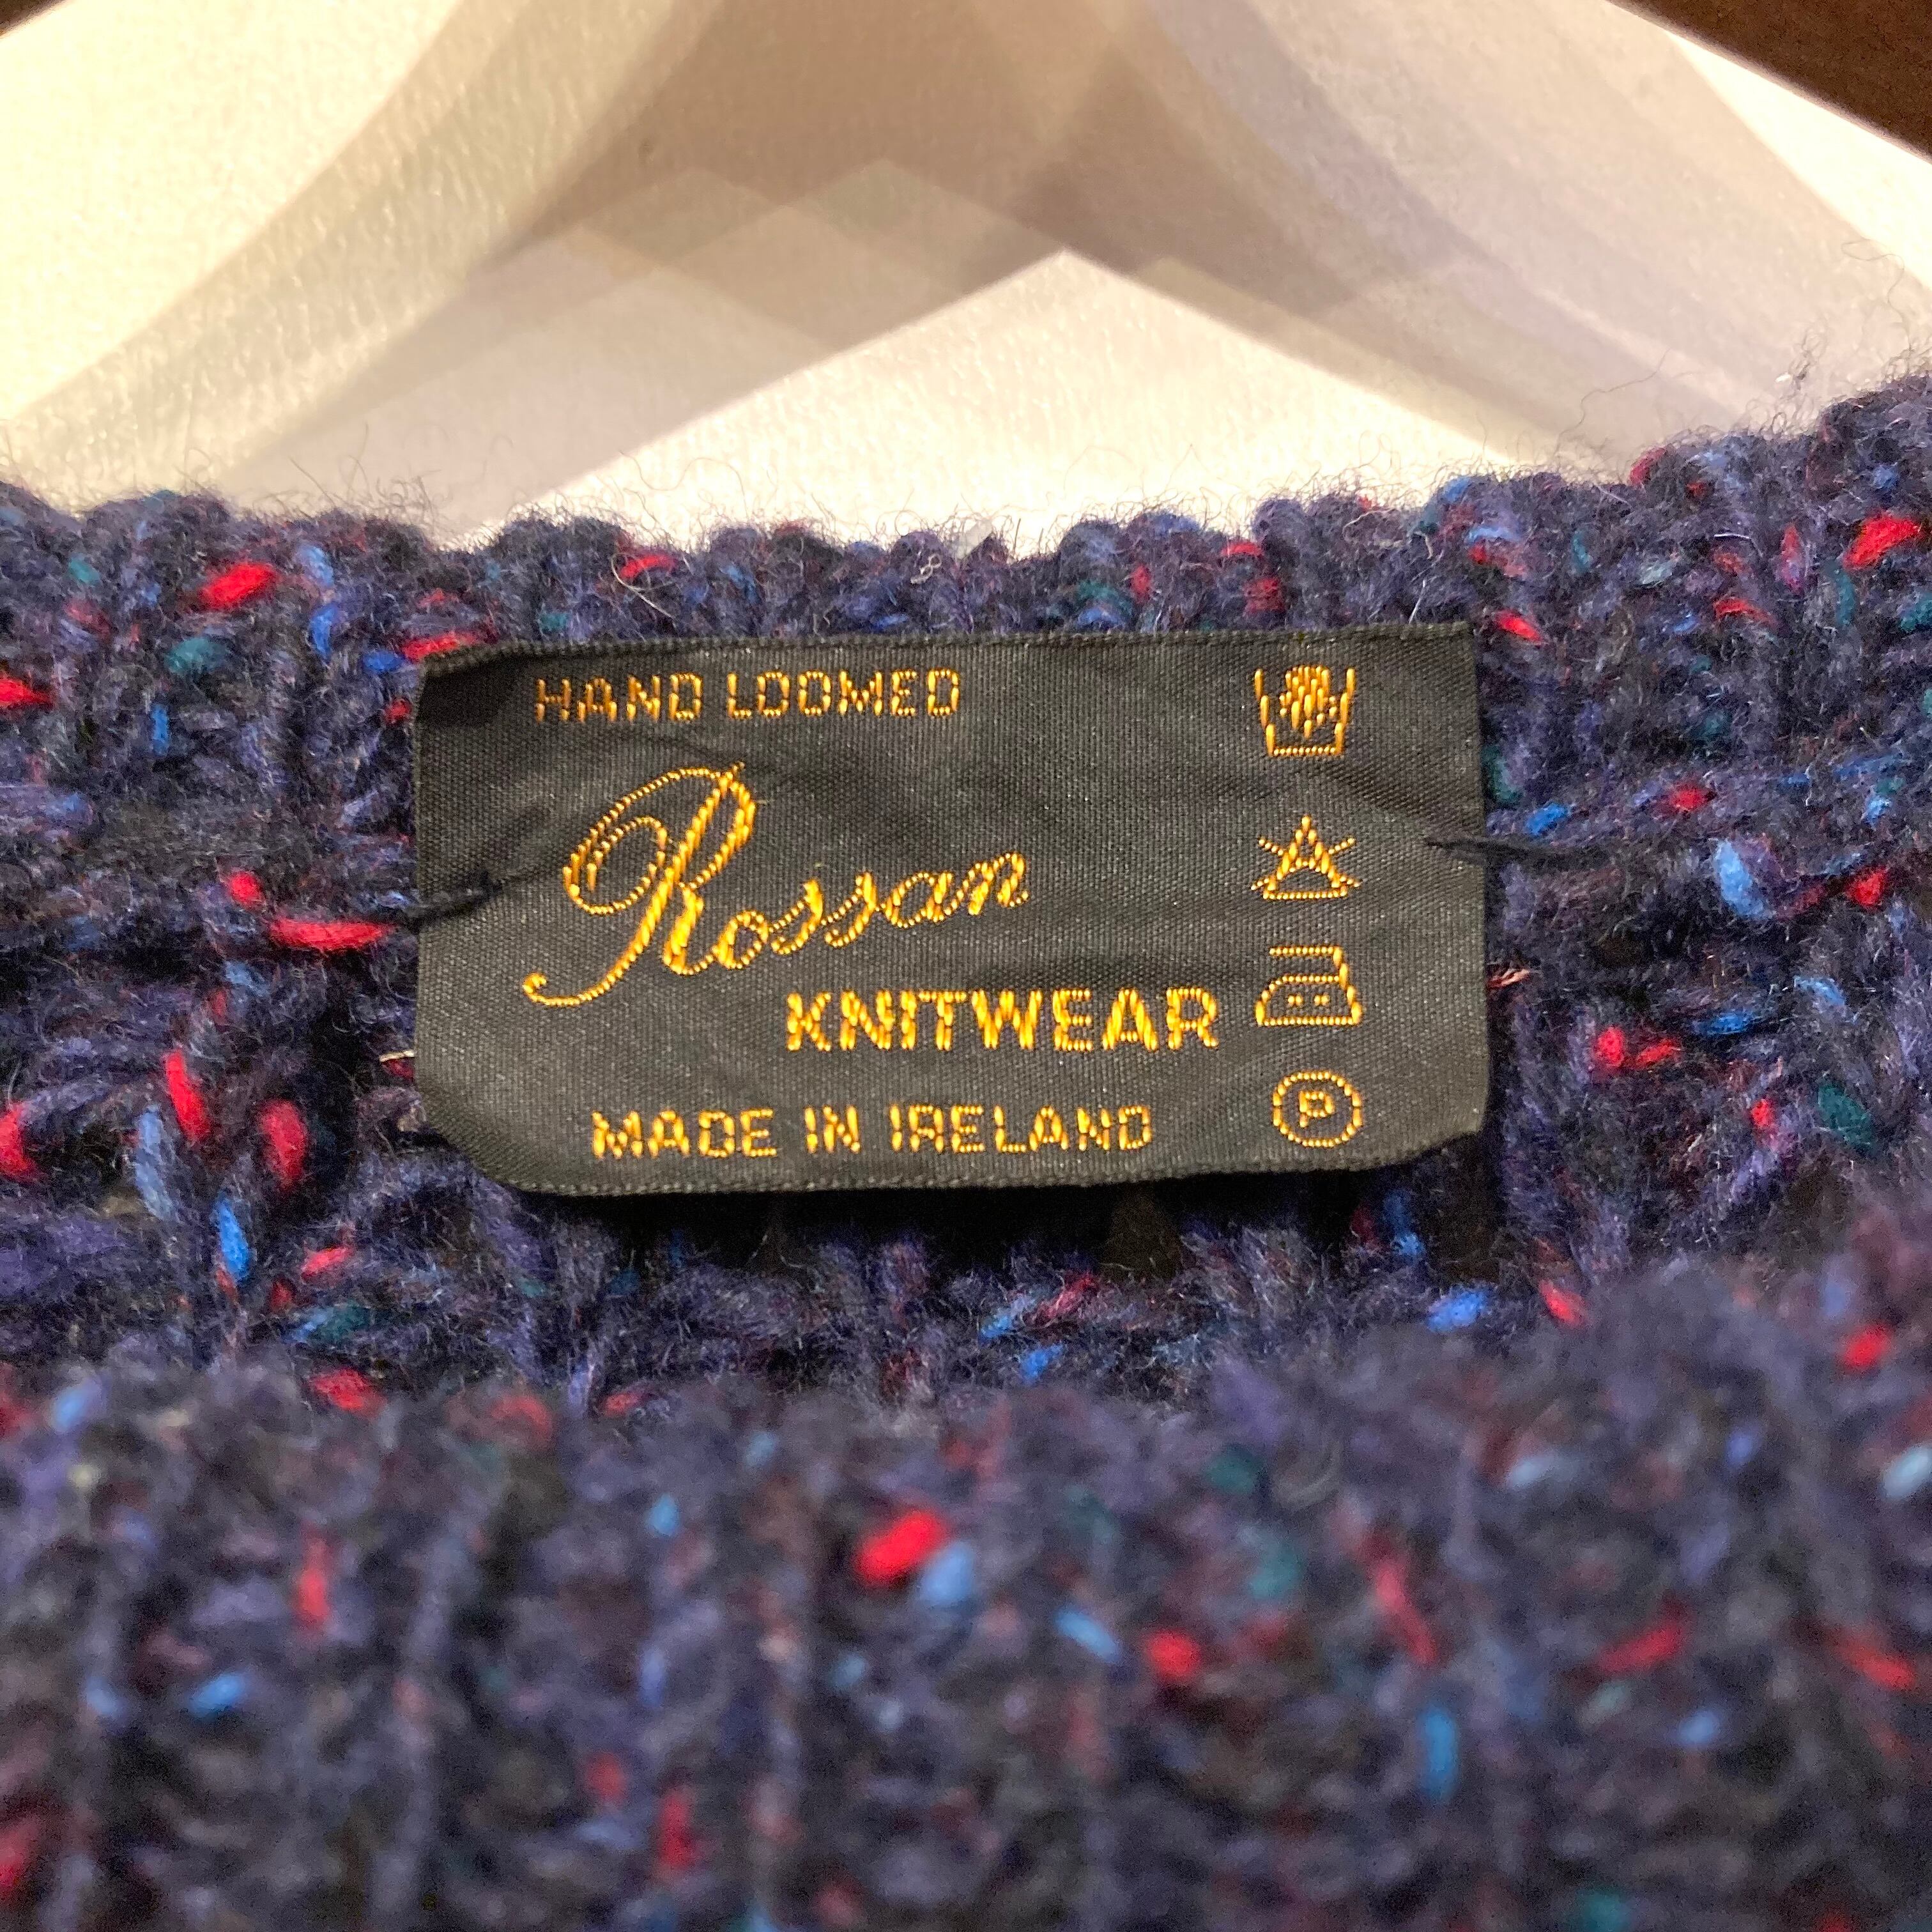 HAND LOOMED
Rossan
KNITWEAR
MADE IN IRELAND
P